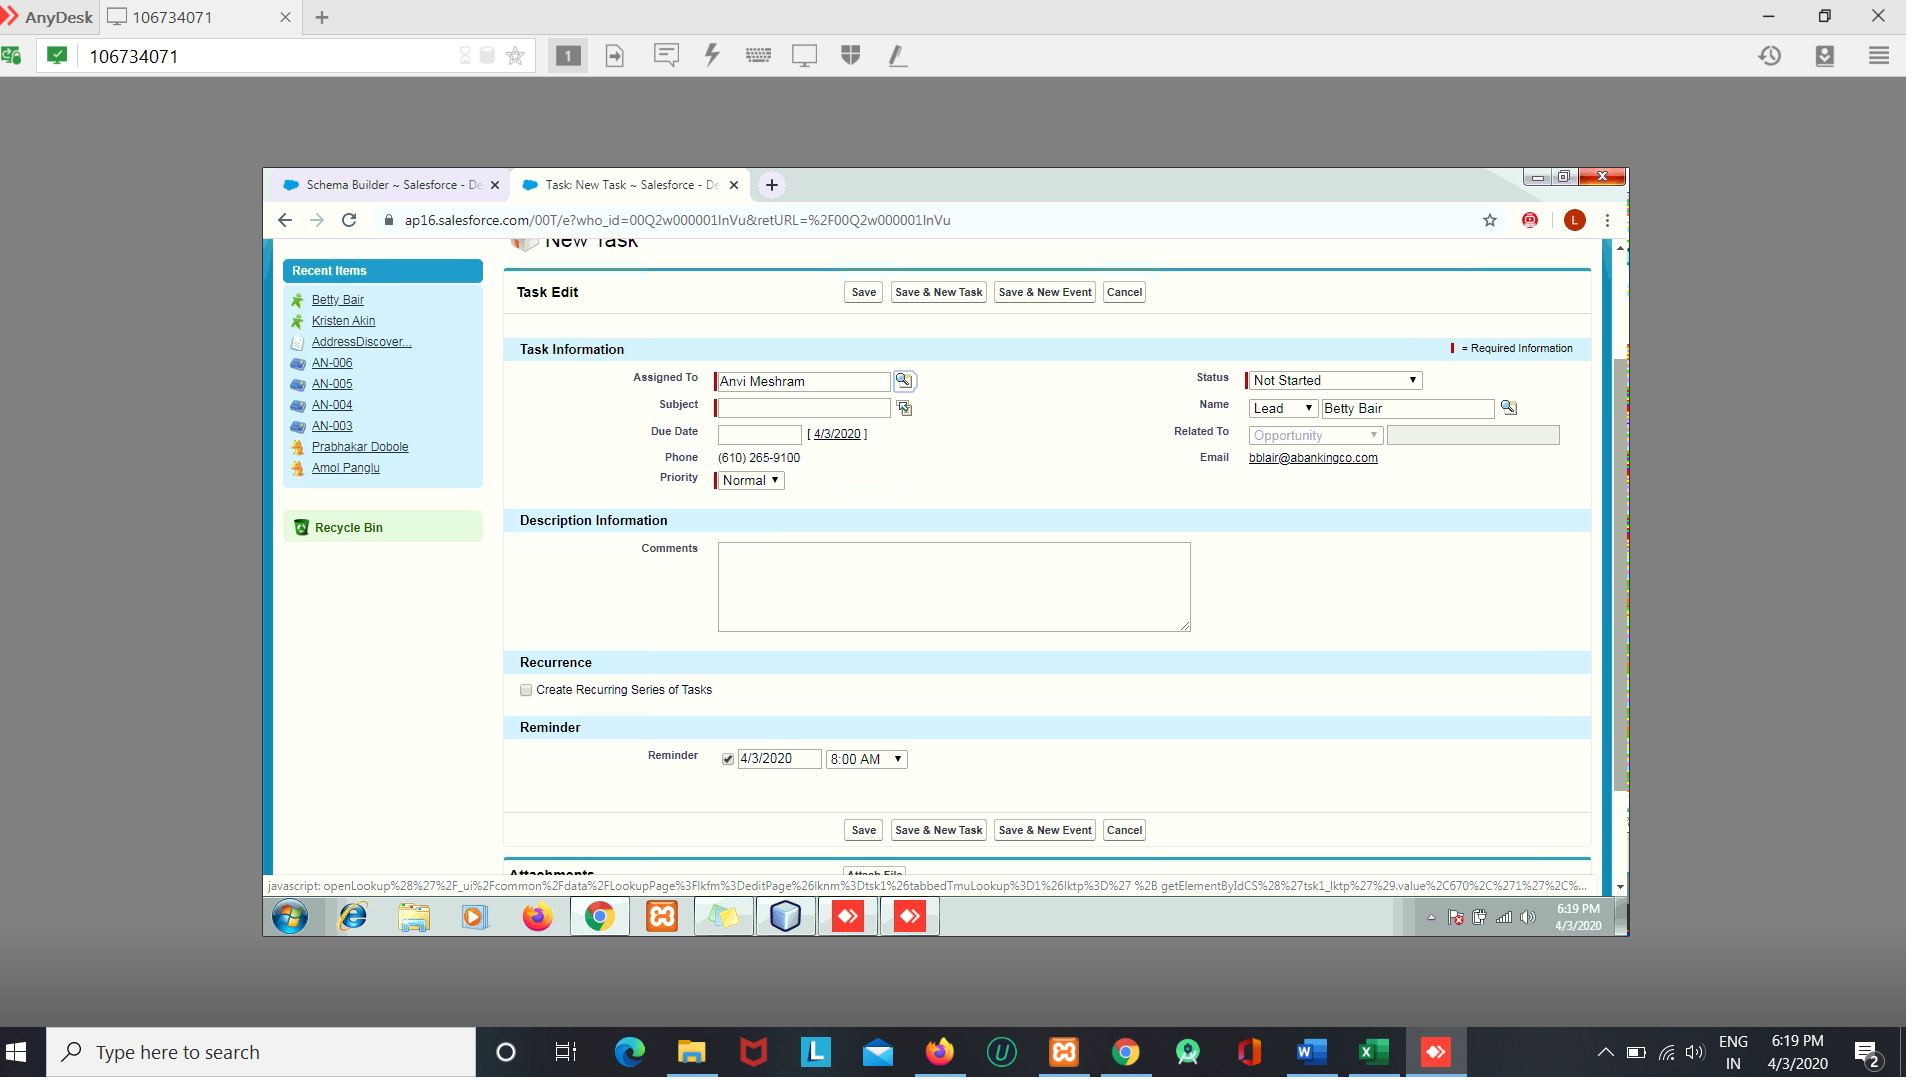 AnyDesk
106734071
106734071
1
Schema Builder ~ Salesforce - De
Task: New Task ~ Salesforce - De
ap16.salesforce.com/00T/e?who_id=00Q2w000001InVu&retURL=%2F00Q2w000001InVu
L
New Task
Recent Items
Betty Bair
Kristen Akin
AddressDiscover...
AN-006
AN-005
AN-004
AN-003
Prabhakar Dobole
Amol Panglu
Recycle Bin
Task Edit
Save
Save & New Task
Save & New Event
Cancel
Task Information
= Required Information
Assigned To
Anvi Meshram
Status
Not Started
Subject
Name
Lead
Betty Bair
Due Date
[ 4/3/2020 ]
Related To
Opportunity
Phone
(610) 265-9100
Email
bblair@abankingco.com
Priority
Normal
Description Information
Comments
Recurrence
Create Recurring Series of Tasks
Reminder
Reminder
4/3/2020
8:00 AM
Save
Save & New Task
Save & New Event
Cancel
Attachments
Attach File
javascript: openLookup%28%27%2F_ui%2Fcommon%2Fdata%2FLookupPage%3Flkfm%3DeditPage%26lknm%3Dtsk1%26tabbedTmuLookup%3D1%26lktp%3D%27 %2B getElementByIdCS%28%27tsk1_lktp%27%29.value%2C670%2C%271%27%2C%...
6:19 PM
4/3/2020
Type here to search
ENG
IN
6:19 PM
4/3/2020
2